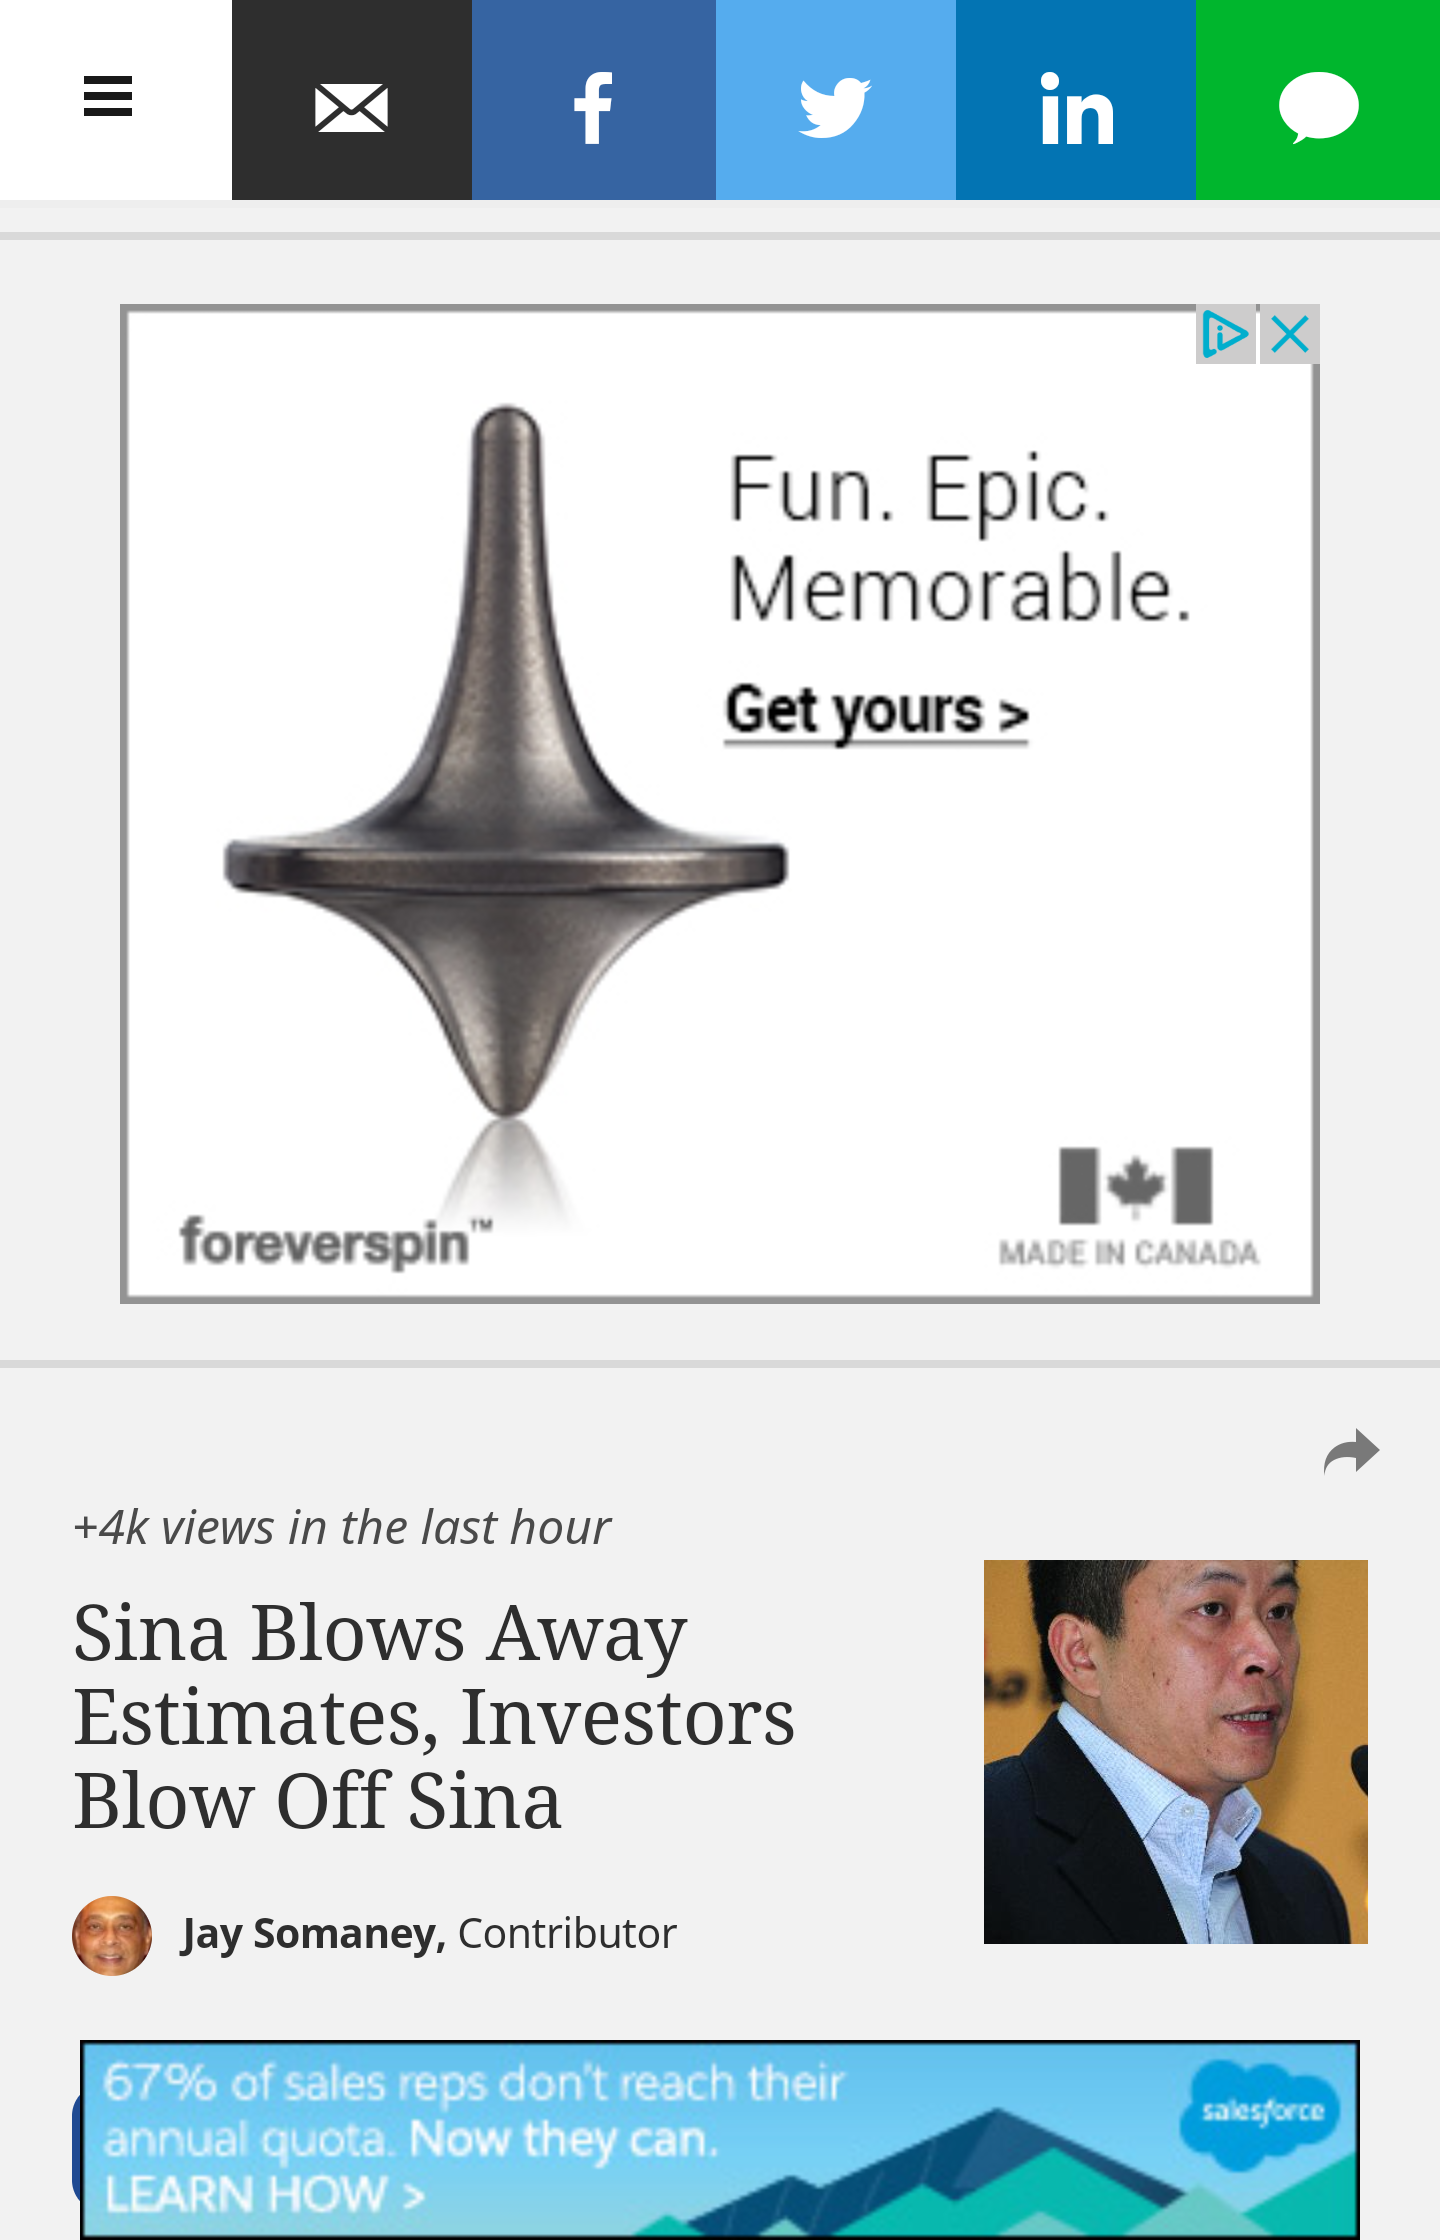 Fun. Epic.
Memorable.
Get yours >
foreverspin™
MADE IN CANADA
+4k views in the last hour
Sina Blows Away
Estimates, Investors
Blow Off Sina
Jay Somaney, Contributor
67% of sales reps don't reach their
annual quota. Now they can.
LEARN HOW >
salesforce